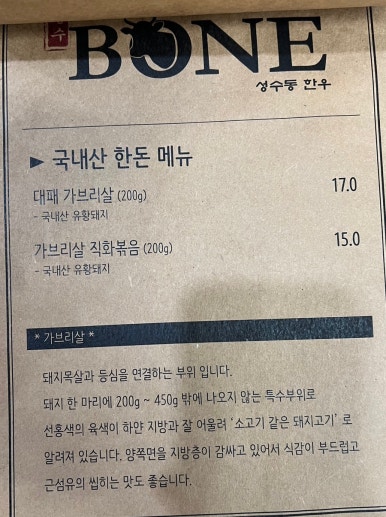 수
BONE
성수동 한우
► 국내산 한돈 메뉴
대패 가브리살 (200g) 17.0
- 국내산 유황돼지
가브리살 직화볶음 (200g) 15.0
- 국내산 유황돼지
* 가브리살 *
돼지목살과 등심을 연결하는 부위 입니다.
돼지 한 마리에 200g ~ 450g 밖에 나오지 않는 특수부위로
선홍색의 육색이 하얀 지방과 잘 어울려 ‘소고기 같은 돼지고기’ 로
알려져 있습니다. 양쪽면을 지방층이 감싸고 있어서 식감이 부드럽고
근섬유의 씹히는 맛도 좋습니다.